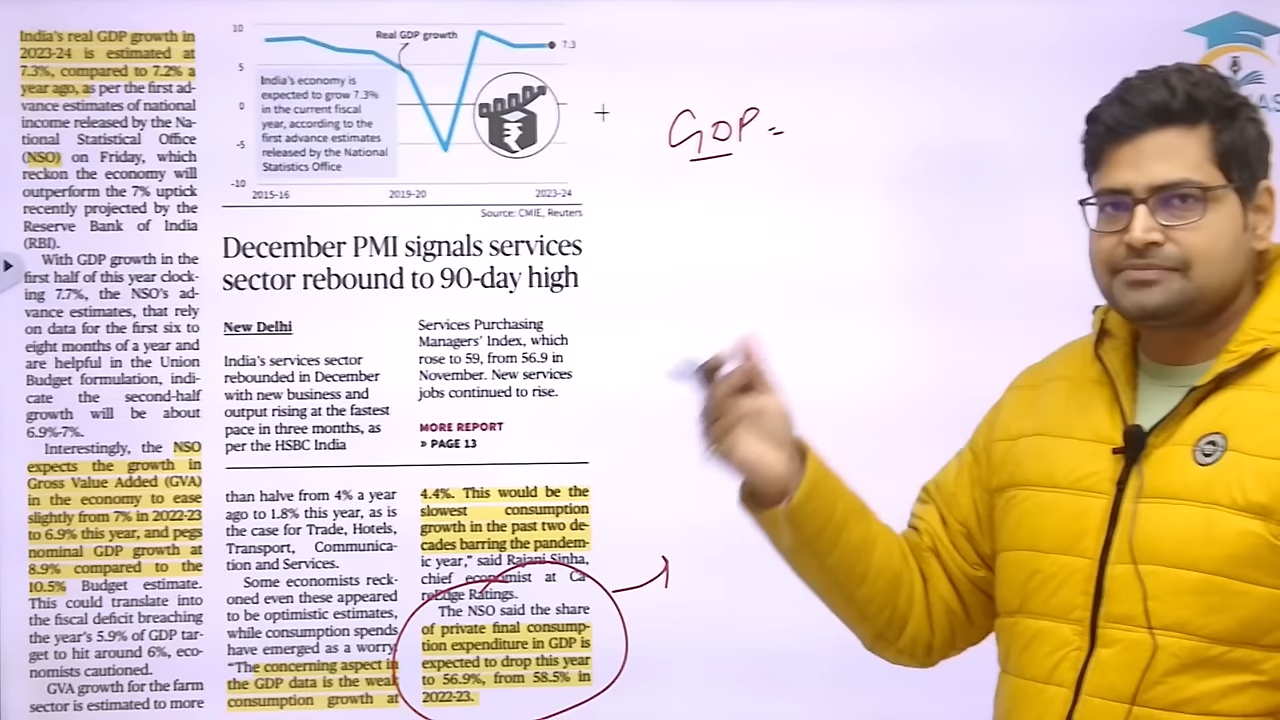 India's real GDP growth in
2023-24 is estimated at
7.3%, compared to 7.2% a
year ago, as per the first ad-
vance estimates of national
income released by the Na-
tional Statistical Office
(NSO) on Friday, which
reckon the economy will
outperform the 7% uptick
recently projected by the
Reserve Bank of India
(RBI).
With GDP growth in the
first half of this year clock-
ing 7.7%, the NSO's ad-
vance estimates, that rely
on data for the first six to
eight months of a year and
are helpful in the Union
Budget formulation, indi-
cate the second-half
growth will be about
6.9%-7%.
Interestingly, the NSO
expects the growth in
Gross Value Added (GVA)
in the economy to ease
slightly from 7% in 2022-23
to 6.9% this year, and pegs
nominal GDP growth at
8.9% compared to the
10.5% Budget estimate.
This could translate into
the fiscal deficit breaching
the year's 5.9% of GDP tar-
get to hit around 6%, eco-
nomists cautioned.
GVA growth for the farm
sector is estimated to more
10
5
0
-5
-10
Real GDP growth
7.3
India's economy is
expected to grow 7.3%
in the current fiscal
year, according to the
first advance estimates
released by the National
Statistics Office
2015-16 2019-20 2023-24
Source: CMIE, Reuters
December PMI signals services
sector rebound to 90-day high
New Delhi
India's services sector
rebounded in December
with new business and
output rising at the fastest
pace in three months, as
per the HSBC India
Services Purchasing
Managers' Index, which
rose to 59, from 56.9 in
November. New services
jobs continued to rise.
MORE REPORT
» PAGE 13
than halve from 4% a year
ago to 1.8% this year, as is
the case for Trade, Hotels,
Transport, Communica-
tion and Services.
Some economists reck-
oned even these appeared
to be optimistic estimates,
while consumption spends
have emerged as a worry.
"The concerning aspect in
the GDP data is the weak
consumption growth at
4.4%. This would be the
slowest consumption
growth in the past two de-
cades barring the pandem-
ic year," said Rajani Sinha,
chief economist at Ca
reEdge Ratings.
The NSO said the share
of private final consump-
tion expenditure in GDP is
expected to drop this year
to 56.9%, from 58.5% in
2022-23.
+
GDP =